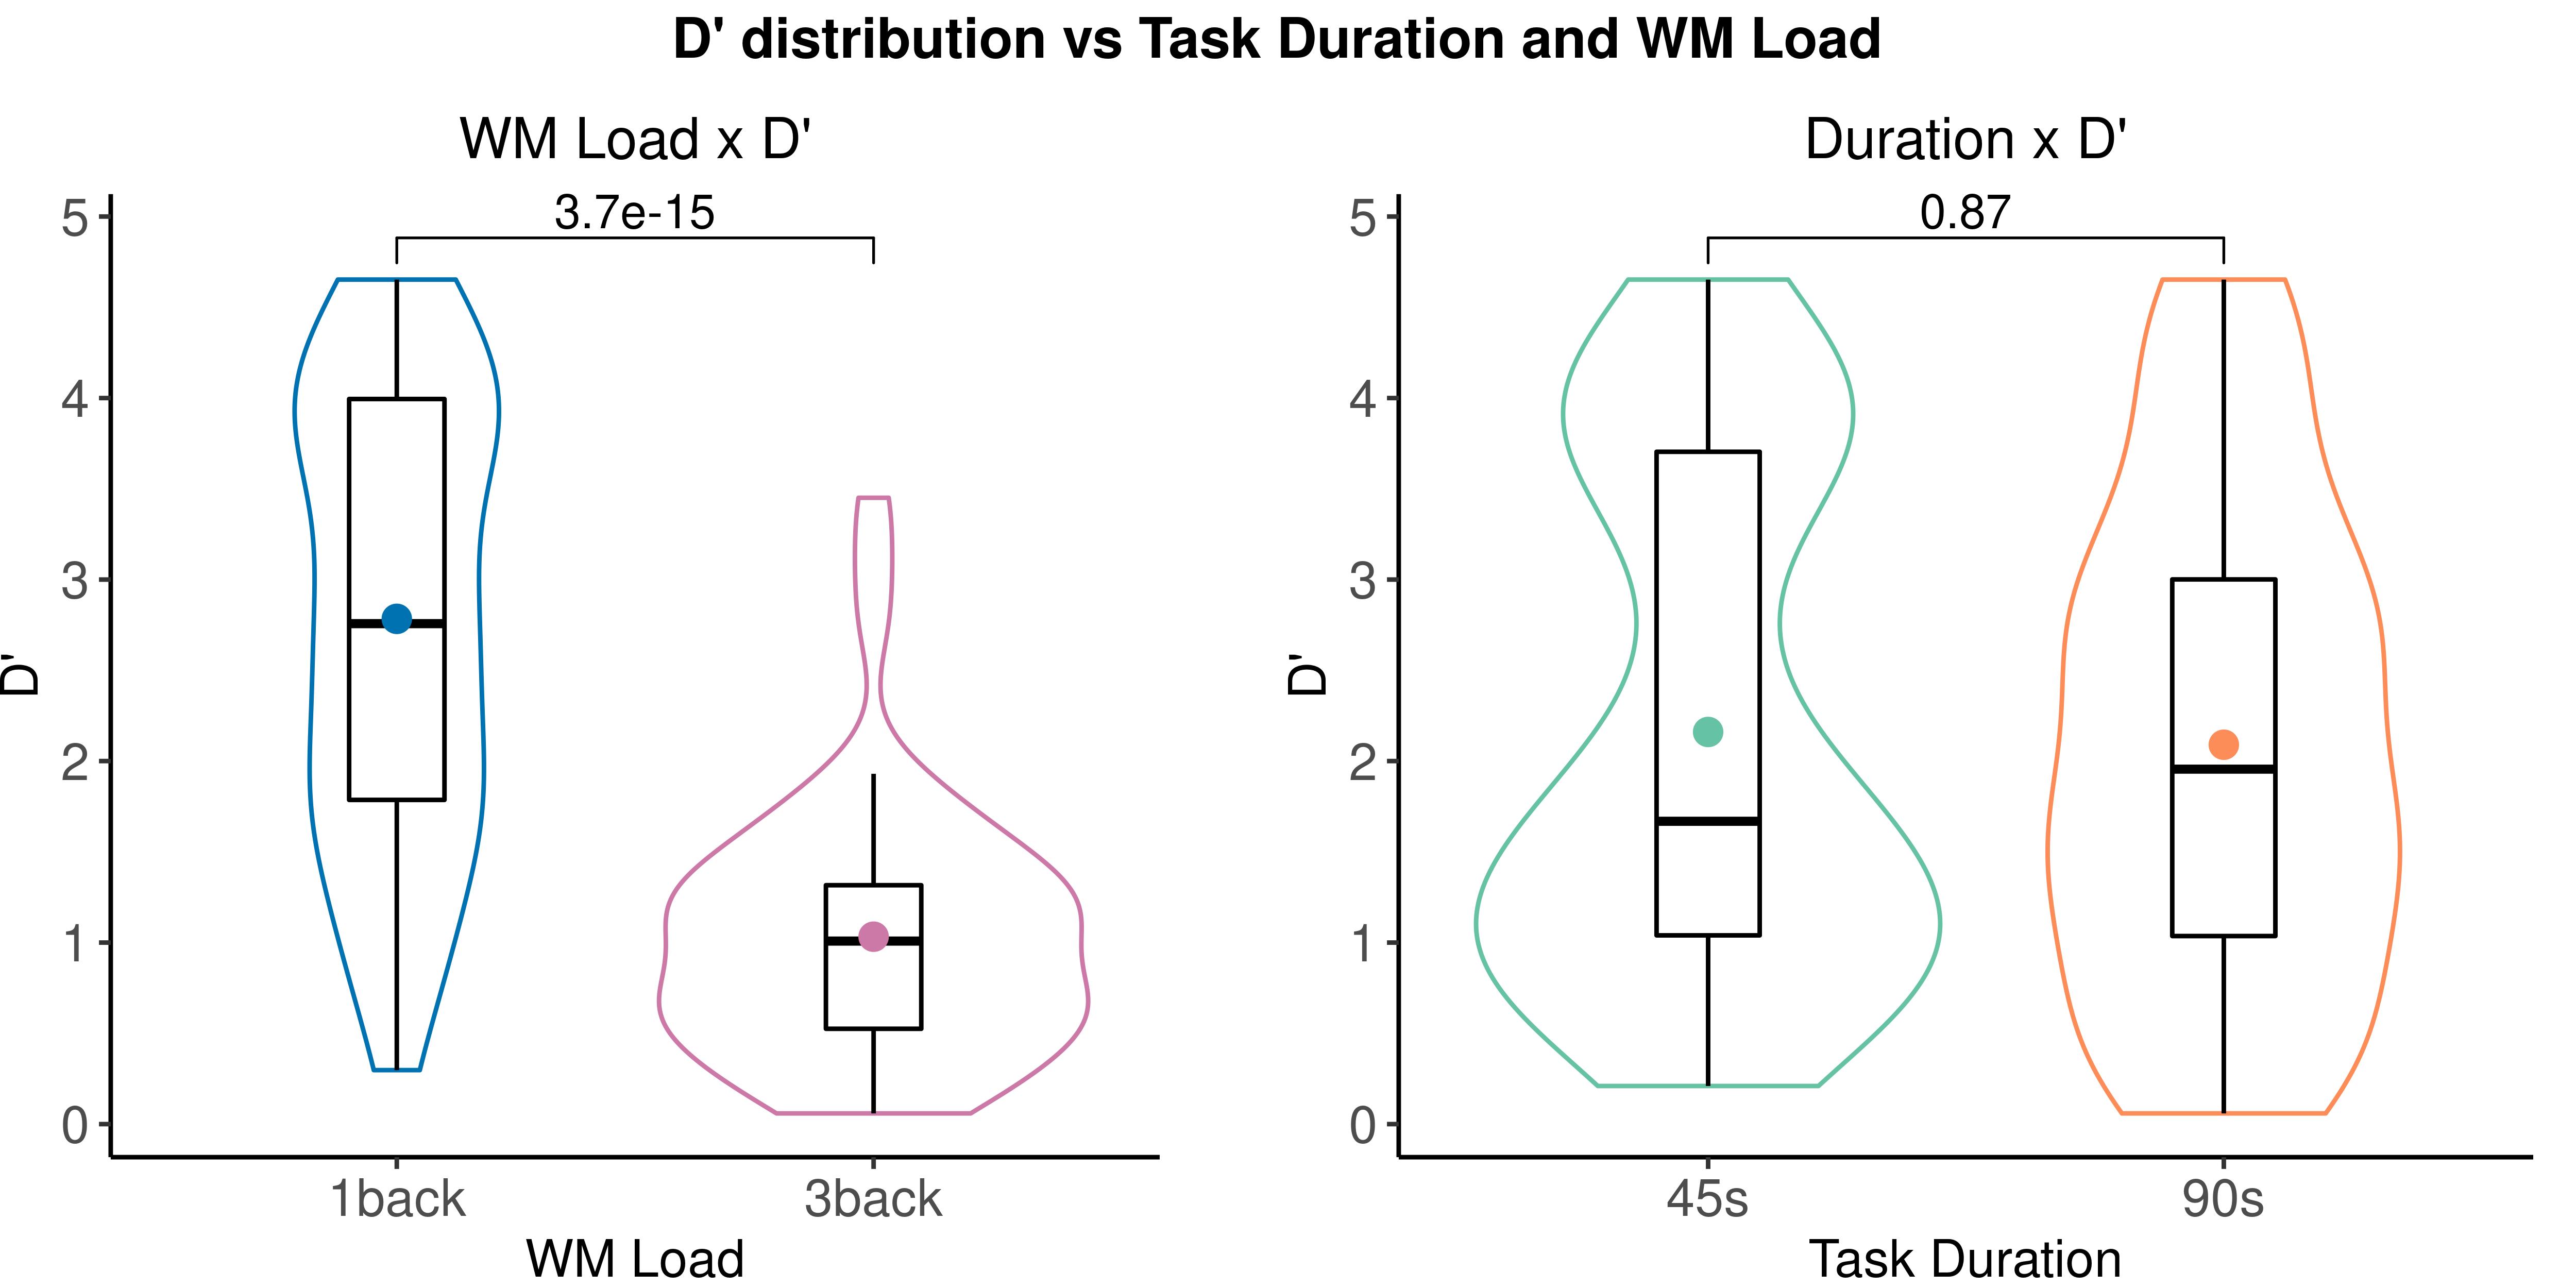 D' distribution vs Task Duration and WM Load
WM Load x D'
3.7e-15
5
4
3
2
1
0
D'
1back
3back
WM Load
Duration x D'
0.87
5
4
3
2
1
0
D'
45s
90s
Task Duration